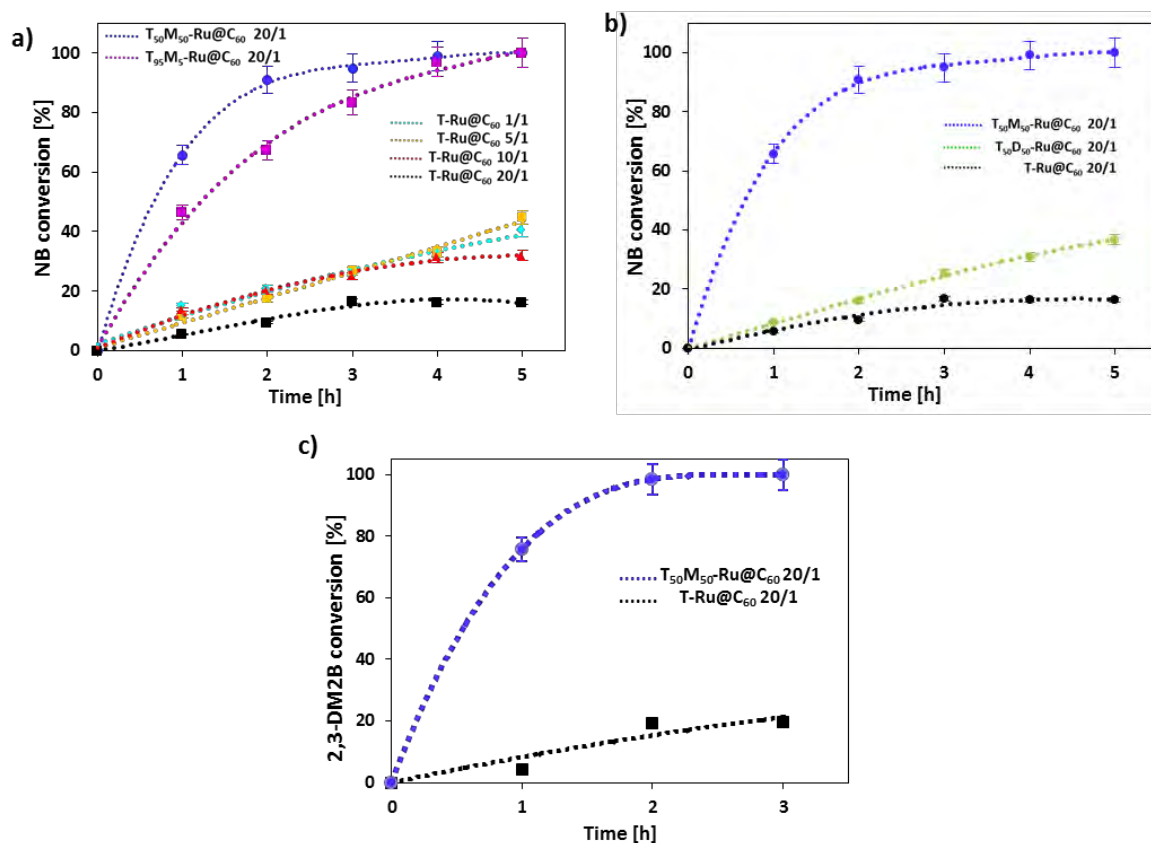 a)
T₅₀M₅₀-Ru@C₆₀ 20/1
T₉₅M₅-Ru@C₆₀ 20/1
T-Ru@C₆₀ 1/1
T-Ru@C₆₀ 5/1
T-Ru@C₆₀ 10/1
T-Ru@C₆₀ 20/1
NB conversion [%]
100
80
60
40
20
0
0 1 2 3 4 5
Time [h]
b)
T₅₀M₅₀-Ru@C₆₀ 20/1
T₅₀D₅₀-Ru@C₆₀ 20/1
T-Ru@C₆₀ 20/1
NB conversion [%]
100
80
60
40
20
0
0 1 2 3 4 5
Time [h]
c)
T₅₀M₅₀-Ru@C₆₀ 20/1
T-Ru@C₆₀ 20/1
2,3-DM2B conversion [%]
100
80
60
40
20
0
0 1 2 3
Time [h]